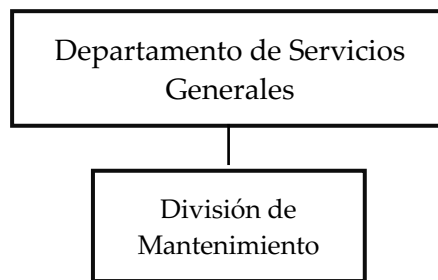 Departamento de Servicios
Generales
División de
Mantenimiento